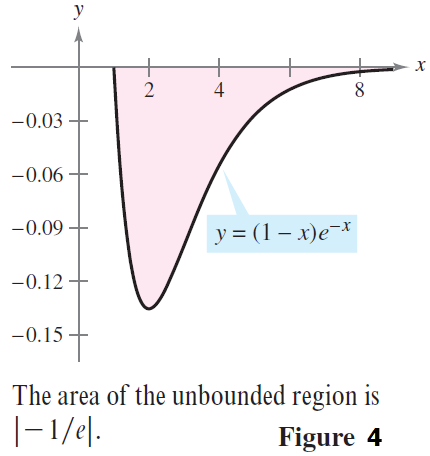 y
x
2
4
8
−0.03
−0.06
−0.09
y = (1 − x)e⁻ˣ
−0.12
−0.15
The area of the unbounded region is
|−1/e|.
Figure 4